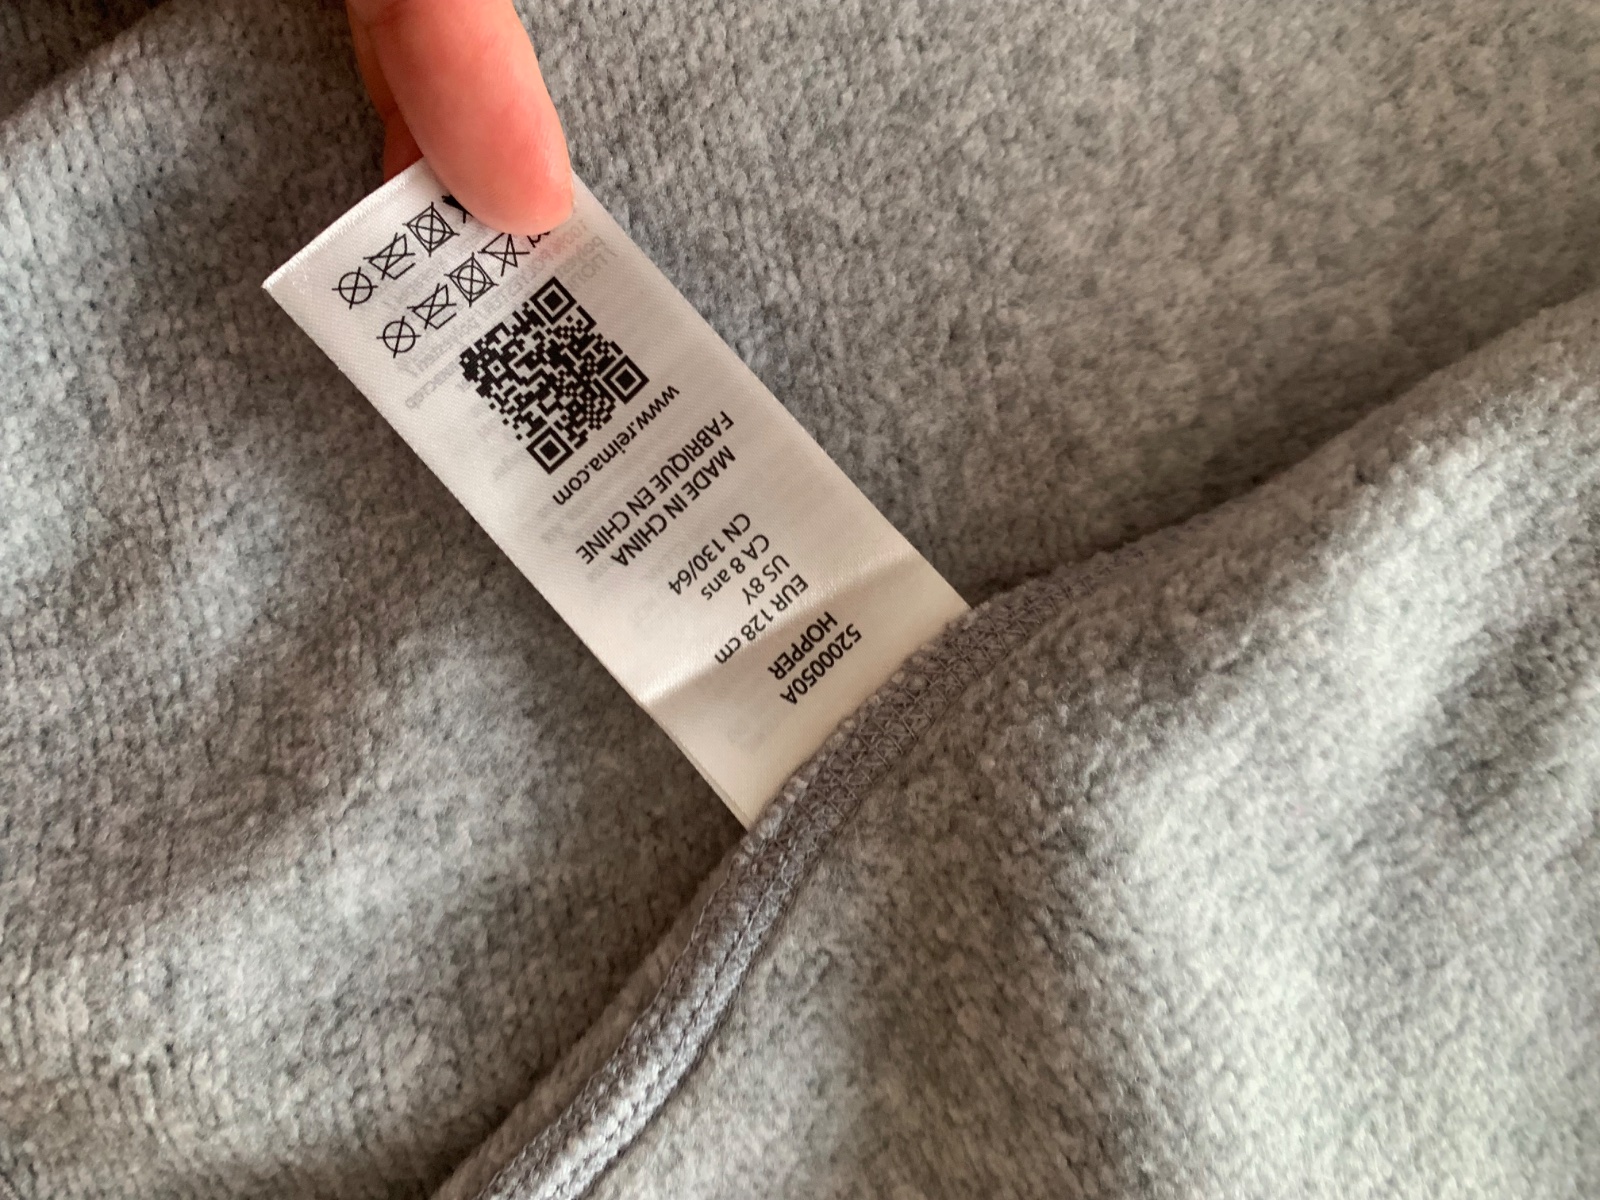 5200050A
HOPPER
EUR 128 cm
US 8Y
CA 8 ans
CN 130/64
MADE IN CHINA
FABRIQUE EN CHINE
www.reima.com